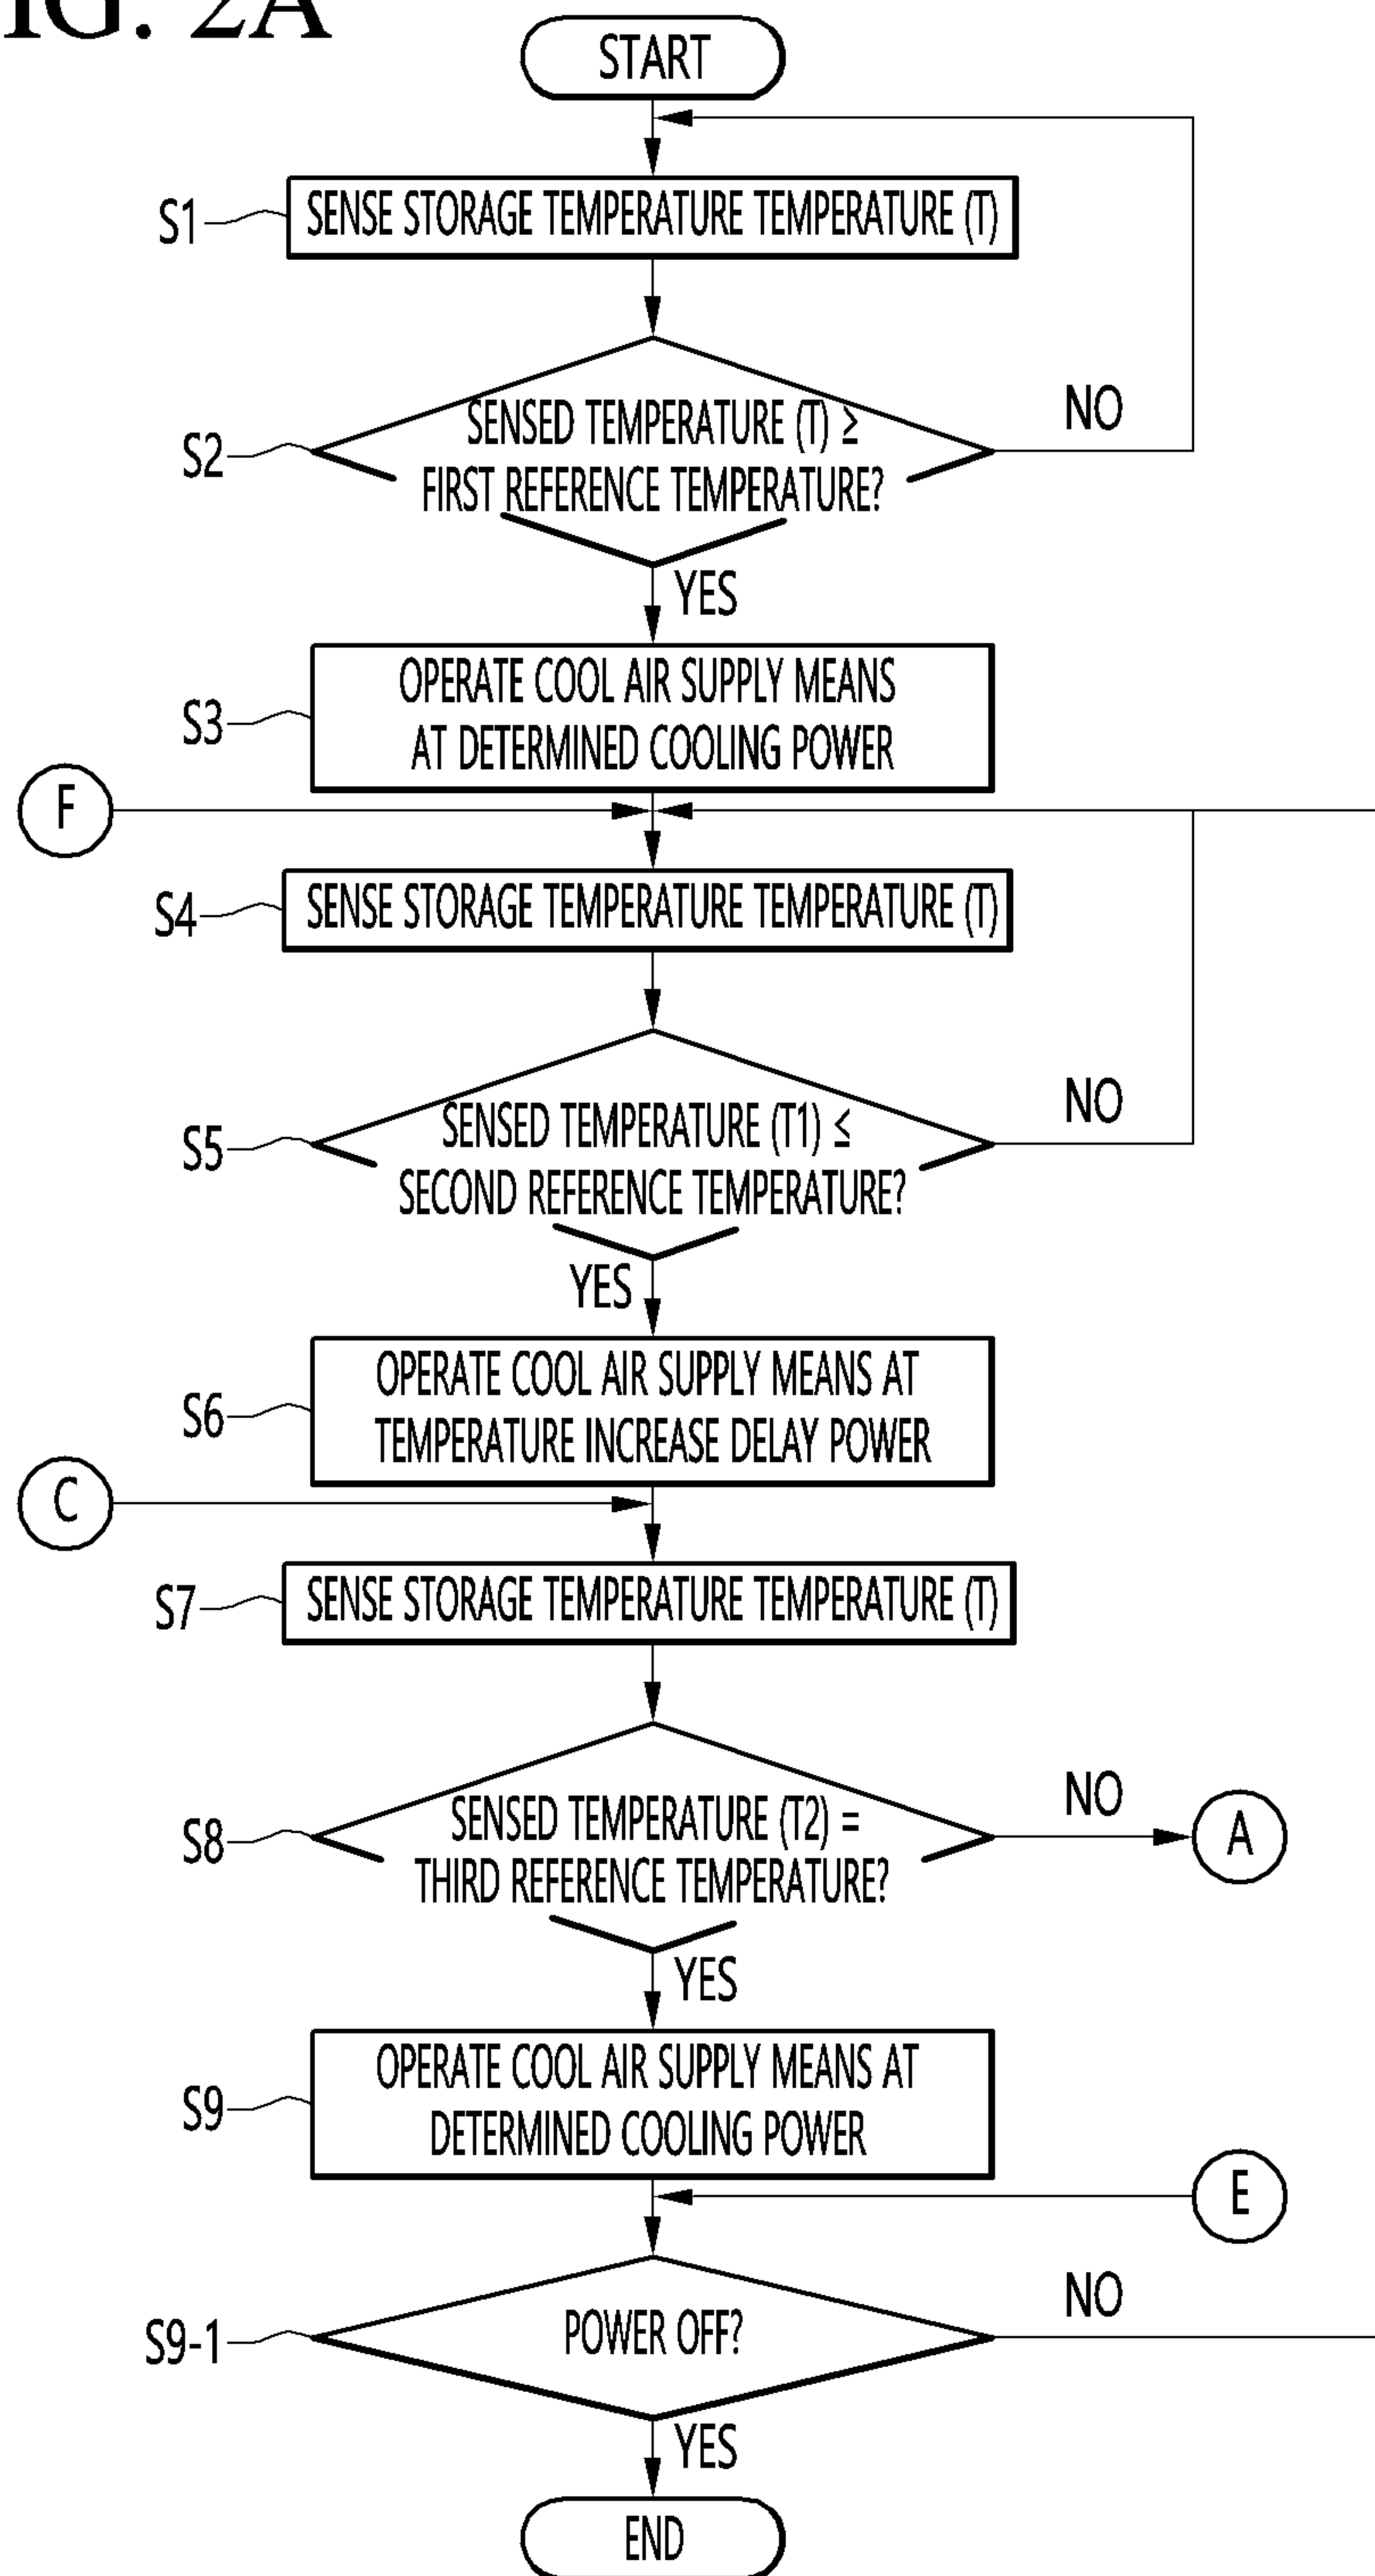 IG. 2A
START
S1
SENSE STORAGE TEMPERATURE TEMPERATURE (T)
S2
SENSED TEMPERATURE (T) ≥
FIRST REFERENCE TEMPERATURE?
NO
YES
S3
OPERATE COOL AIR SUPPLY MEANS
AT DETERMINED COOLING POWER
F
S4
SENSE STORAGE TEMPERATURE TEMPERATURE (T)
S5
SENSED TEMPERATURE (T1) ≤
SECOND REFERENCE TEMPERATURE?
NO
YES
S6
OPERATE COOL AIR SUPPLY MEANS AT
TEMPERATURE INCREASE DELAY POWER
C
S7
SENSE STORAGE TEMPERATURE TEMPERATURE (T)
S8
SENSED TEMPERATURE (T2) =
THIRD REFERENCE TEMPERATURE?
NO
A
YES
S9
OPERATE COOL AIR SUPPLY MEANS AT
DETERMINED COOLING POWER
E
S9-1
POWER OFF?
NO
YES
END